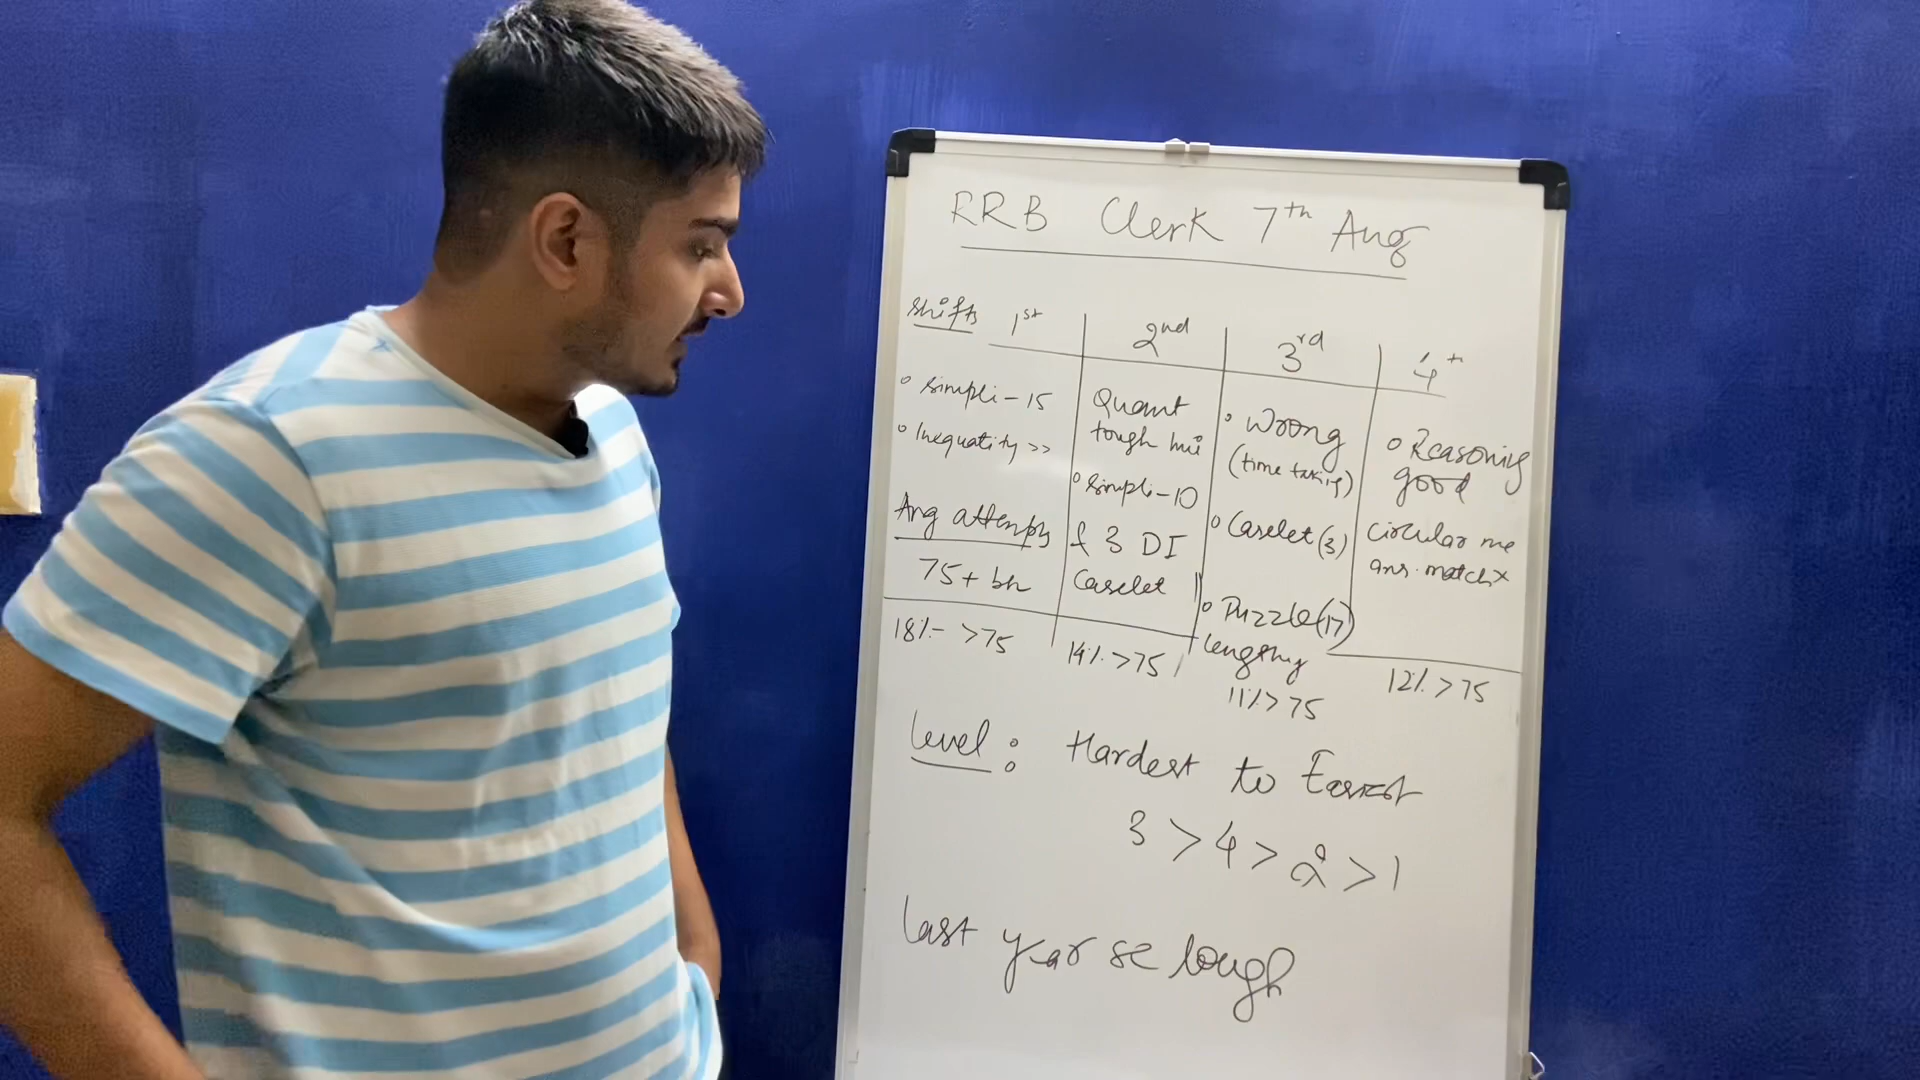 RRB Clerk 7th Aug
Shifts
1st
simpli-15
Inequality >>
Avg attempts
75+ bh
18%- >75
2nd
Quant
tough hui
simpli-10
& 3 DI
Caselet
14% >75
3rd
Wrong
(time taking)
Caselet (3)
Puzzle (17)
lengthy
11% >75
4th
Reasoning
good
circular me
ans. match x
12% >75
Level : Hardest to Easiest
3 > 4 > 2 > 1
last year se tough